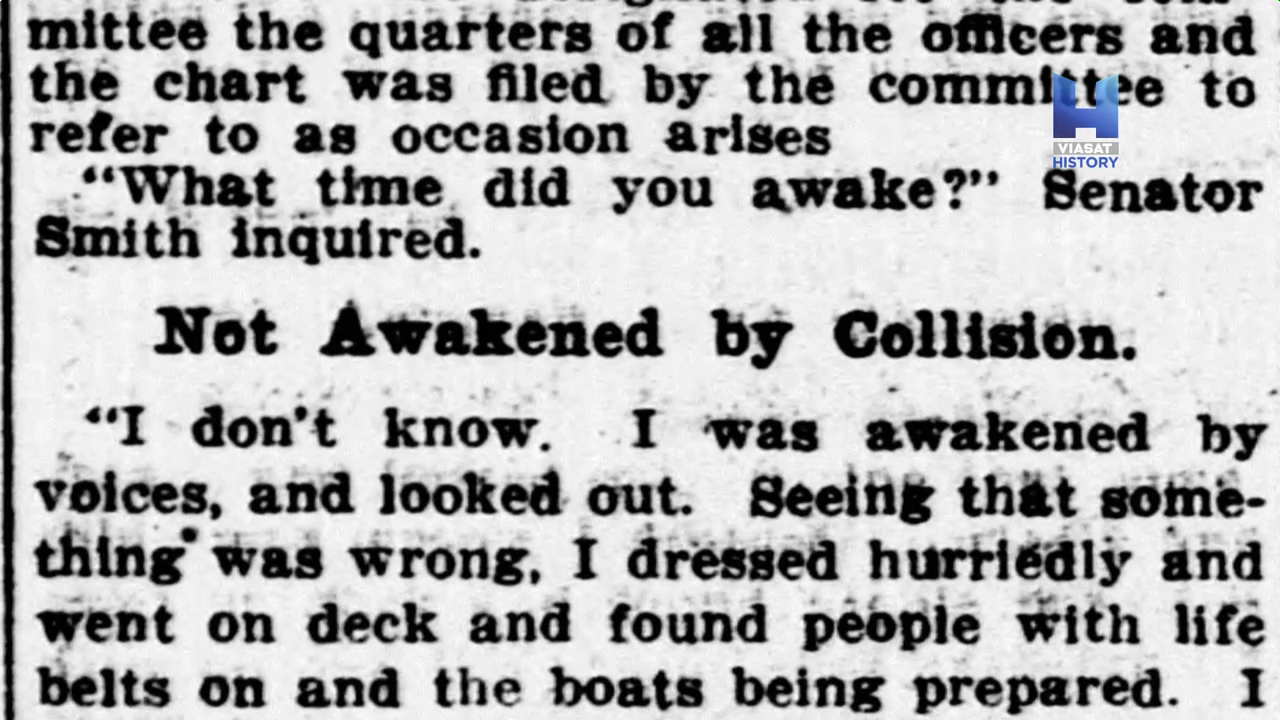 mittee the quarters of all the officers and
the chart was filed by the committee to
refer to as occasion arises
"What time did you awake?" Senator
Smith inquired.
Not Awakened by Collision.
"I don't know. I was awakened by
voices, and looked out. Seeing that some-
thing was wrong, I dressed hurriedly and
went on deck and found people with life
belts on and the boats being prepared. I
H
VIASAT
HISTORY